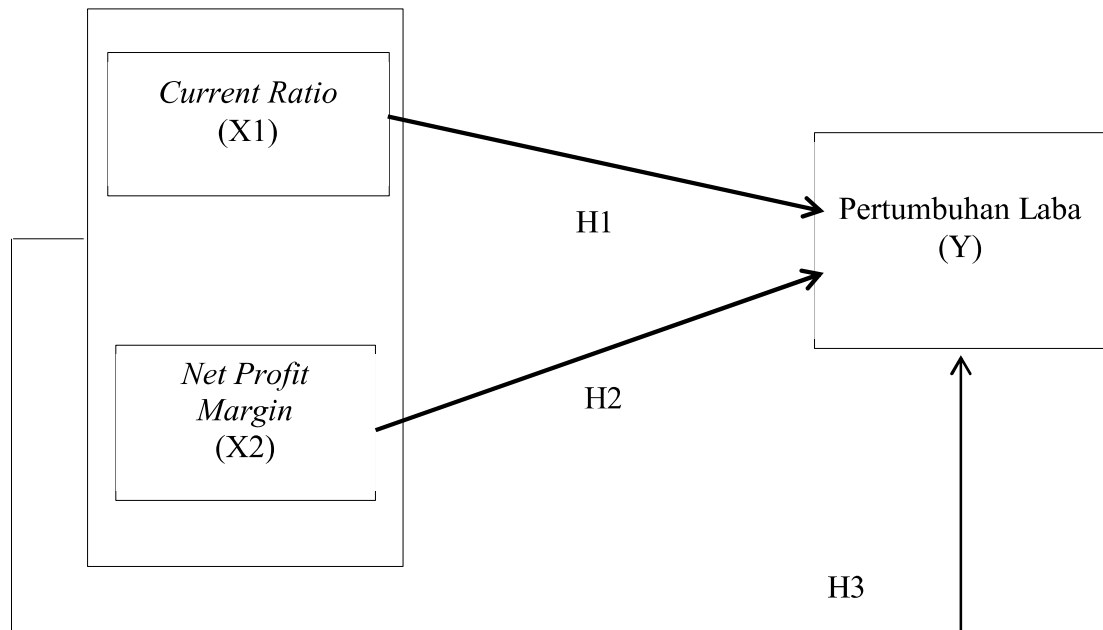 Current Ratio
(X1)
H1
Pertumbuhan Laba
(Y)
Net Profit
Margin
(X2)
H2
H3